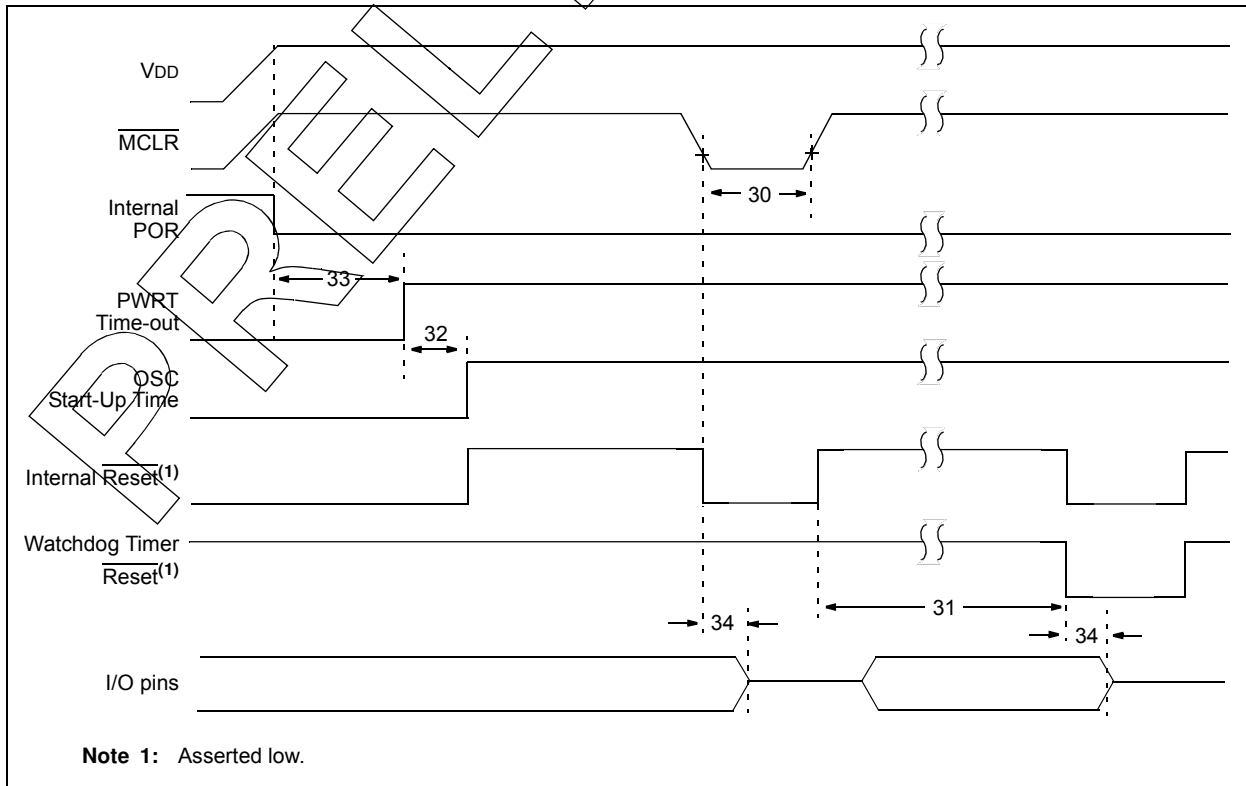 VDD
MCLR
30
Internal
POR
33
PWRT
Time-out
32
OSC
Start-Up Time
Internal Reset(1)
Watchdog Timer
Reset(1)
31
34
34
I/O pins
Note 1: Asserted low.
PREL